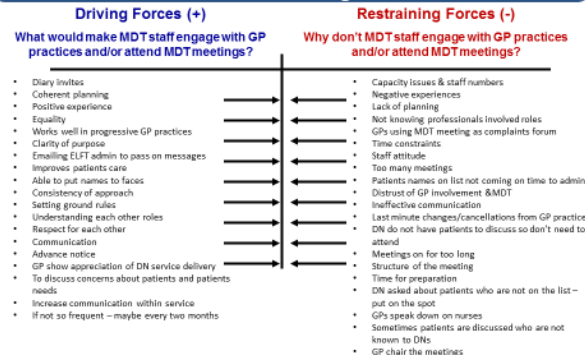 Driving Forces (+)
What would make MDT staff engage with GP
practices and/or attend MDT meetings?
• Diary invites
• Coherent planning
• Positive experience
• Equality
• Works well in progressive GP practices
• Clarity of purpose
• Emailing ELFT admin to pass on messages
• Improves patients care
• Able to put names to faces
• Consistency of approach
• Setting ground rules
• Understanding each other roles
• Respect for each other
• Communication
• Advance notice
• GP show appreciation of DN service delivery
• To discuss concerns about patients and patients
needs
• Increase communication within service
• If not so frequent – maybe every two months
Restraining Forces (-)
Why don't MDT staff engage with GP practices
and/or attend MDT meetings?
• Capacity issues & staff numbers
• Negative experiences
• Lack of planning
• Not knowing professionals involved roles
• GPs using MDT meeting as complaints forum
• Time constraints
• Staff attitude
• Too many meetings
• Patients names on list not coming on time to admin
• Distrust of GP involvement &MDT
• Ineffective communication
• Last minute changes/cancellations from GP practice
• DN do not have patients to discuss so don't need to
attend
• Meetings on for too long
• Structure of the meeting
• Time for preparation
• DN asked about patients who are not on the list –
put on the spot
• GPs speak down on nurses
• Sometimes patients are discussed who are not
known to DNs
• GP chair the meetings